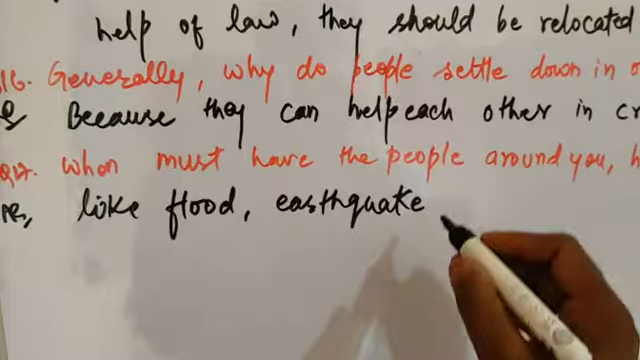 help of law, they should be relocated
Q16. Generally, why do people settle down in
Because they can help each other in
Q17. When must have the people around you,
like flood, earthquake